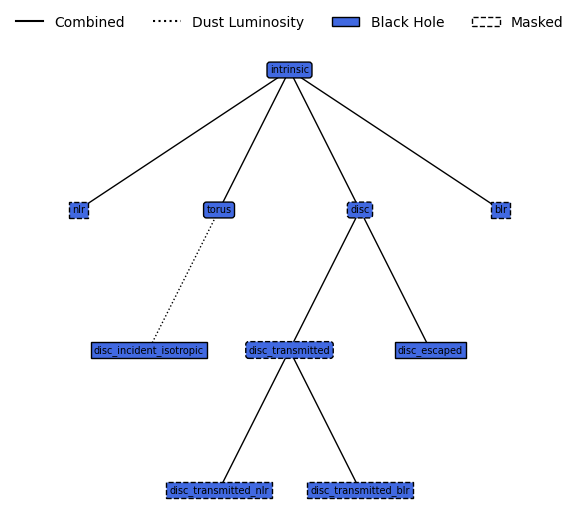 Combined
Dust Luminosity
Black Hole
Masked
intrinsic
nlr
torus
disc
blr
disc_incident_isotropic
disc_transmitted
disc_escaped
disc_transmitted_nlr
disc_transmitted_blr